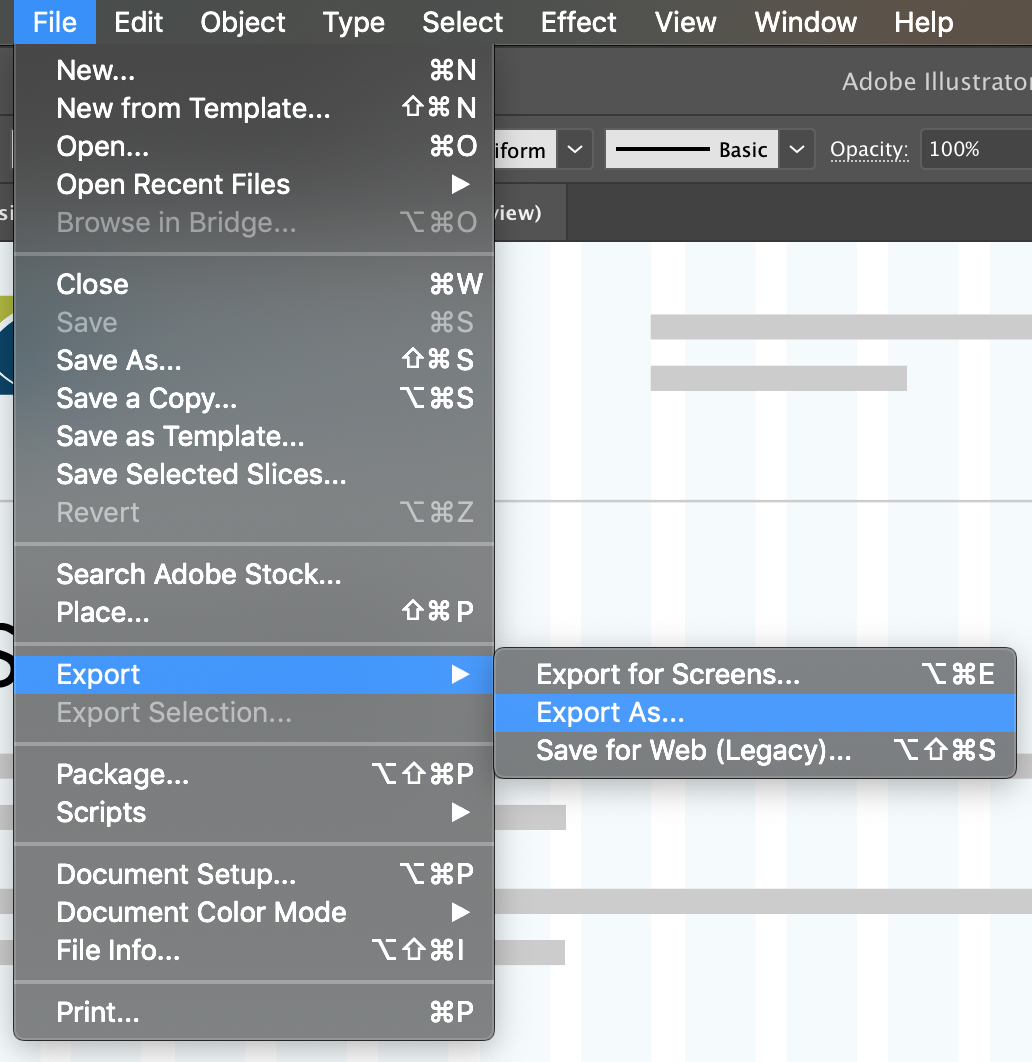 File Edit Object Type Select Effect View Window Help
Adobe Illustrator
New... ⌘N
New from Template... ⇧⌘N
Open... ⌘O
iform Basic Opacity: 100%
Open Recent Files ▶
Browse in Bridge... ⌥⌘O
view)
Close ⌘W
Save ⌘S
Save As... ⇧⌘S
Save a Copy... ⌥⌘S
Save as Template...
Save Selected Slices...
Revert ⌥⌘Z
Search Adobe Stock...
Place... ⇧⌘P
Export ▶
Export for Screens... ⌥⌘E
Export Selection...
Export As...
Save for Web (Legacy)... ⌥⇧⌘S
Package... ⌥⇧⌘P
Scripts ▶
Document Setup... ⌥⌘P
Document Color Mode ▶
File Info... ⌥⇧⌘I
Print... ⌘P